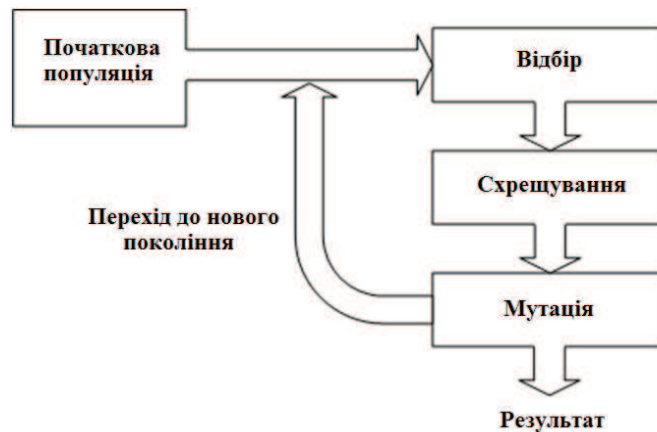 Початкова
популяція
Відбір
Схрещування
Перехід до нового
покоління
Мутація
Результат